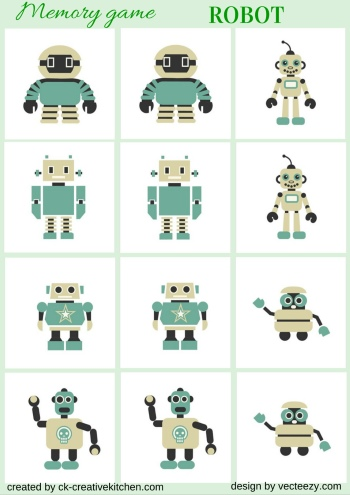 Memory game
ROBOT
created by ck-creativekitchen.com
design by vecteezy.com